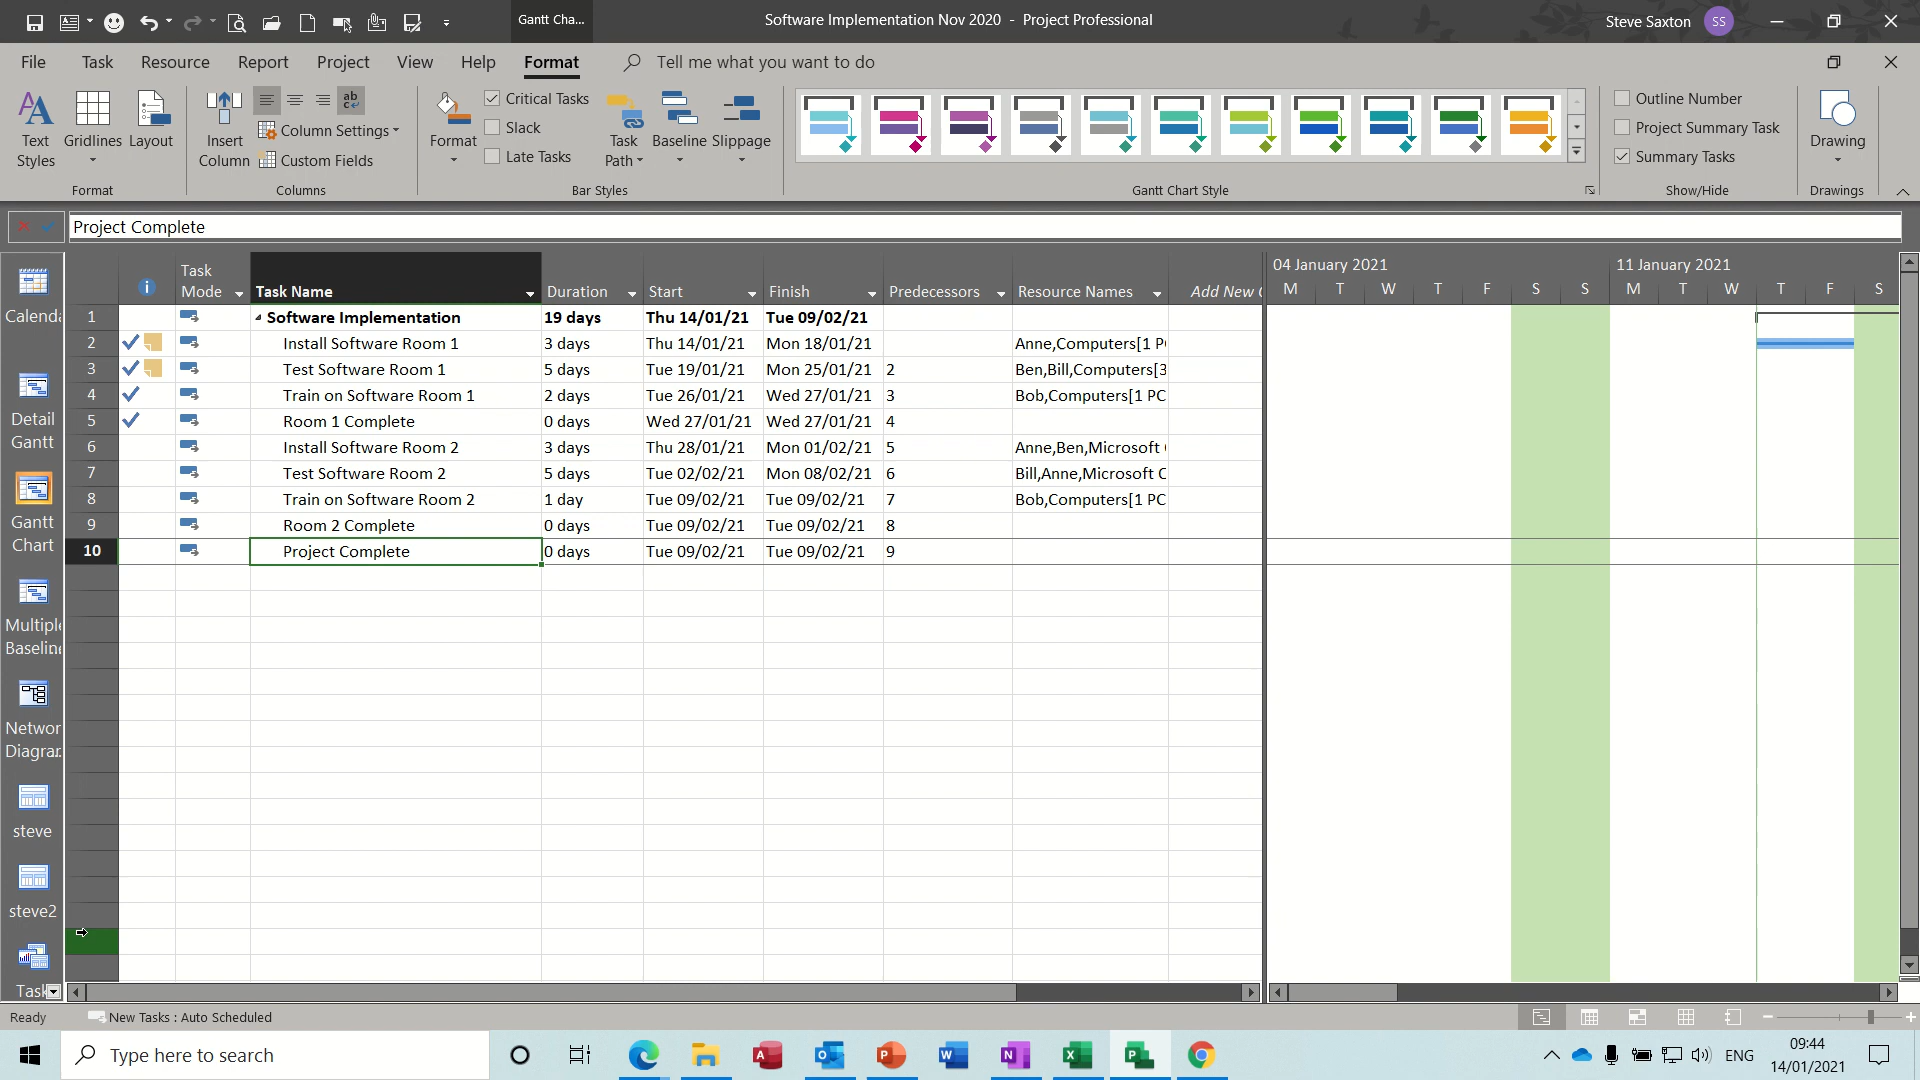 Gantt Cha...
Software Implementation Nov 2020 - Project Professional
Steve Saxton
SS
File Task Resource Report Project View Help Format
Tell me what you want to do
Text Styles
Gridlines
Layout
Format
Insert Column
Column Settings
Custom Fields
Columns
Format
Critical Tasks
Slack
Late Tasks
Task Path
Baseline
Slippage
Bar Styles
Gantt Chart Style
Outline Number
Project Summary Task
Summary Tasks
Show/Hide
Drawing
Drawings
Project Complete
Calenda
Detail
Gantt
Gantt
Chart
Multiple
Baselin
Networ
Diagra
steve
steve2
Task
Task Mode Task Name Duration Start Finish Predecessors Resource Names Add New C
1 Software Implementation 19 days Thu 14/01/21 Tue 09/02/21
2 Install Software Room 1 3 days Thu 14/01/21 Mon 18/01/21 Anne,Computers[1 P
3 Test Software Room 1 5 days Tue 19/01/21 Mon 25/01/21 2 Ben,Bill,Computers[3
4 Train on Software Room 1 2 days Tue 26/01/21 Wed 27/01/21 3 Bob,Computers[1 PC
5 Room 1 Complete 0 days Wed 27/01/21 Wed 27/01/21 4
6 Install Software Room 2 3 days Thu 28/01/21 Mon 01/02/21 5 Anne,Ben,Microsoft
7 Test Software Room 2 5 days Tue 02/02/21 Mon 08/02/21 6 Bill,Anne,Microsoft C
8 Train on Software Room 2 1 day Tue 09/02/21 Tue 09/02/21 7 Bob,Computers[1 PC
9 Room 2 Complete 0 days Tue 09/02/21 Tue 09/02/21 8
10 Project Complete 0 days Tue 09/02/21 Tue 09/02/21 9
04 January 2021 11 January 2021
M T W T F S S M T W T F S
Ready New Tasks : Auto Scheduled
Type here to search
ENG
09:44
14/01/2021